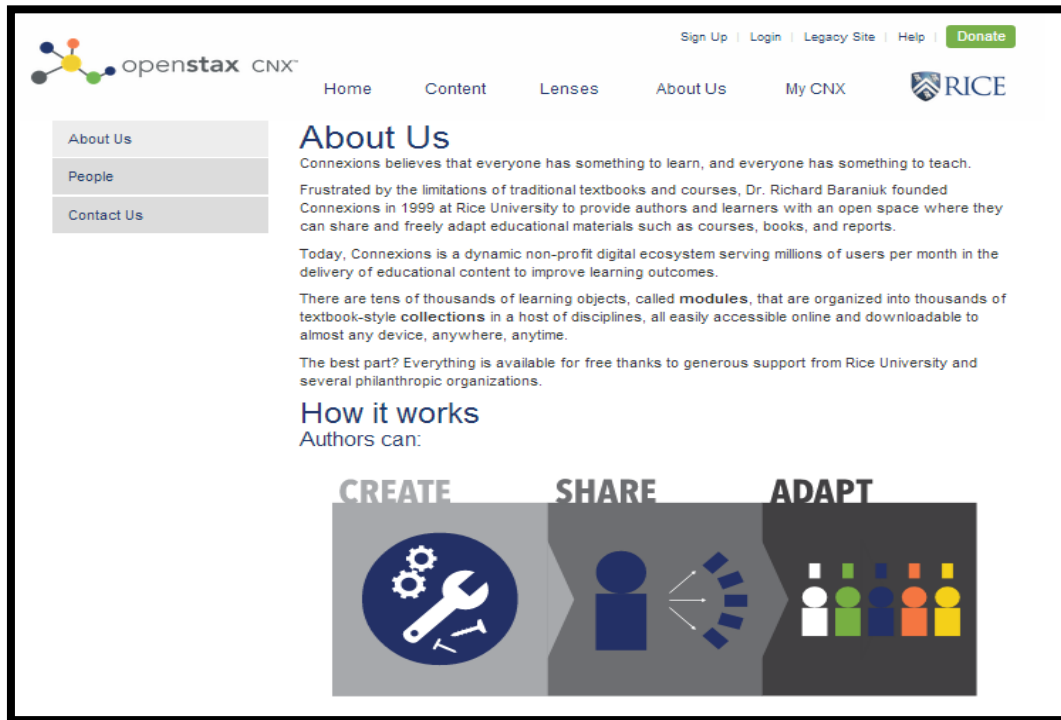 Sign Up | Login | Legacy Site | Help | Donate
openstax CNX™
Home Content Lenses About Us My CNX RICE
About Us
People
Contact Us
About Us
Connexions believes that everyone has something to learn, and everyone has something to teach.
Frustrated by the limitations of traditional textbooks and courses, Dr. Richard Baraniuk founded
Connexions in 1999 at Rice University to provide authors and learners with an open space where they
can share and freely adapt educational materials such as courses, books, and reports.
Today, Connexions is a dynamic non-profit digital ecosystem serving millions of users per month in the
delivery of educational content to improve learning outcomes.
There are tens of thousands of learning objects, called modules, that are organized into thousands of
textbook-style collections in a host of disciplines, all easily accessible online and downloadable to
almost any device, anywhere, anytime.
The best part? Everything is available for free thanks to generous support from Rice University and
several philanthropic organizations.
How it works
Authors can:
CREATE SHARE ADAPT